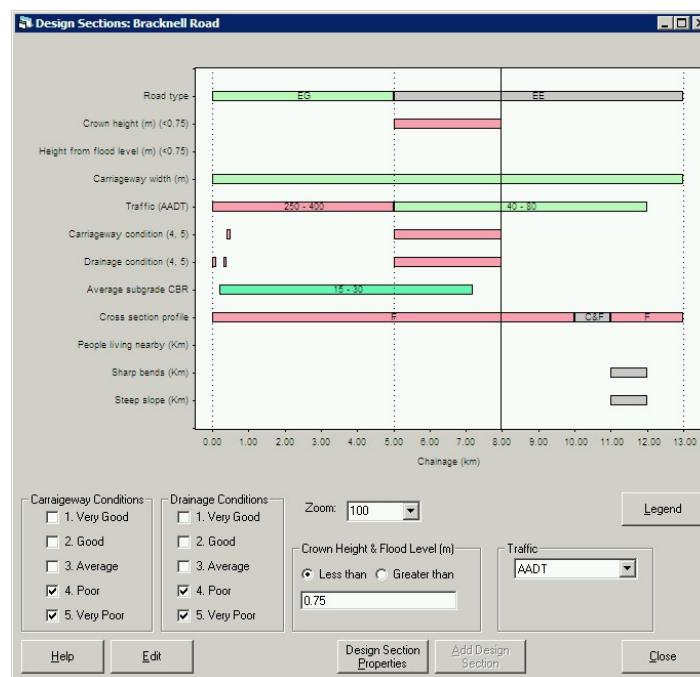 Design Sections: Bracknell Road
Road type
EG
EE
Crown height (m) (<0.75)
Height from flood level (m) (<0.75)
Carriageway width (m)
Traffic (AADT)
250 - 400
40 - 80
Carriageway condition (4, 5)
Drainage condition (4, 5)
Average subgrade CBR
15 - 30
Cross section profile
F
C&F
F
People living nearby (Km)
Sharp bends (Km)
Steep slope (Km)
0.00 1.00 2.00 3.00 4.00 5.00 6.00 7.00 8.00 9.00 10.00 11.00 12.00 13.00
Chainage (km)
Carraigeway Conditions
1. Very Good
2. Good
3. Average
4. Poor
5. Very Poor
Drainage Conditions
1. Very Good
2. Good
3. Average
4. Poor
5. Very Poor
Zoom: 100
Legend
Crown Height & Flood Level (m)
Less than Greater than
0.75
Traffic
AADT
Help
Edit
Design Section
Properties
Add Design
Section
Close